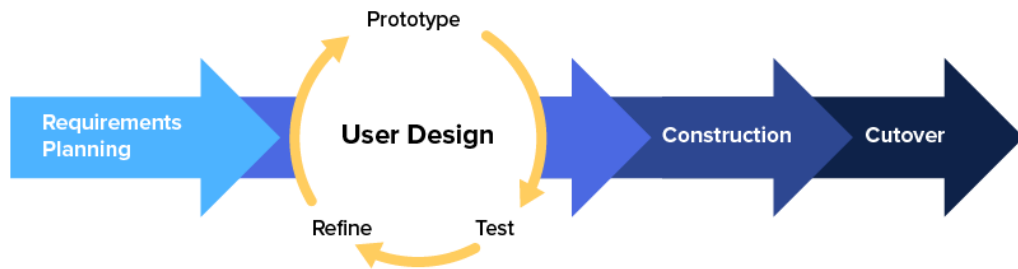 Prototype
Requirements
Planning
User Design
Construction
Cutover
Refine
Test